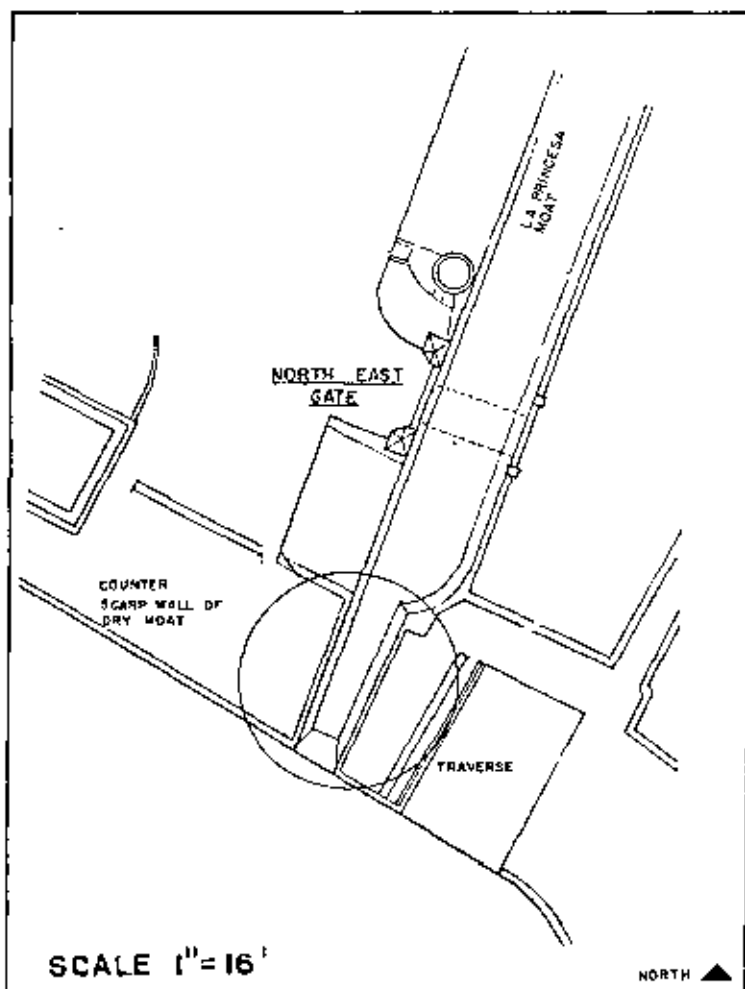 LA PRINCESA
MOAT
NORTH EAST
GATE
COUNTER
SCARP WALL OF
DRY MOAT
TRAVERSE
SCALE 1"=16'
NORTH